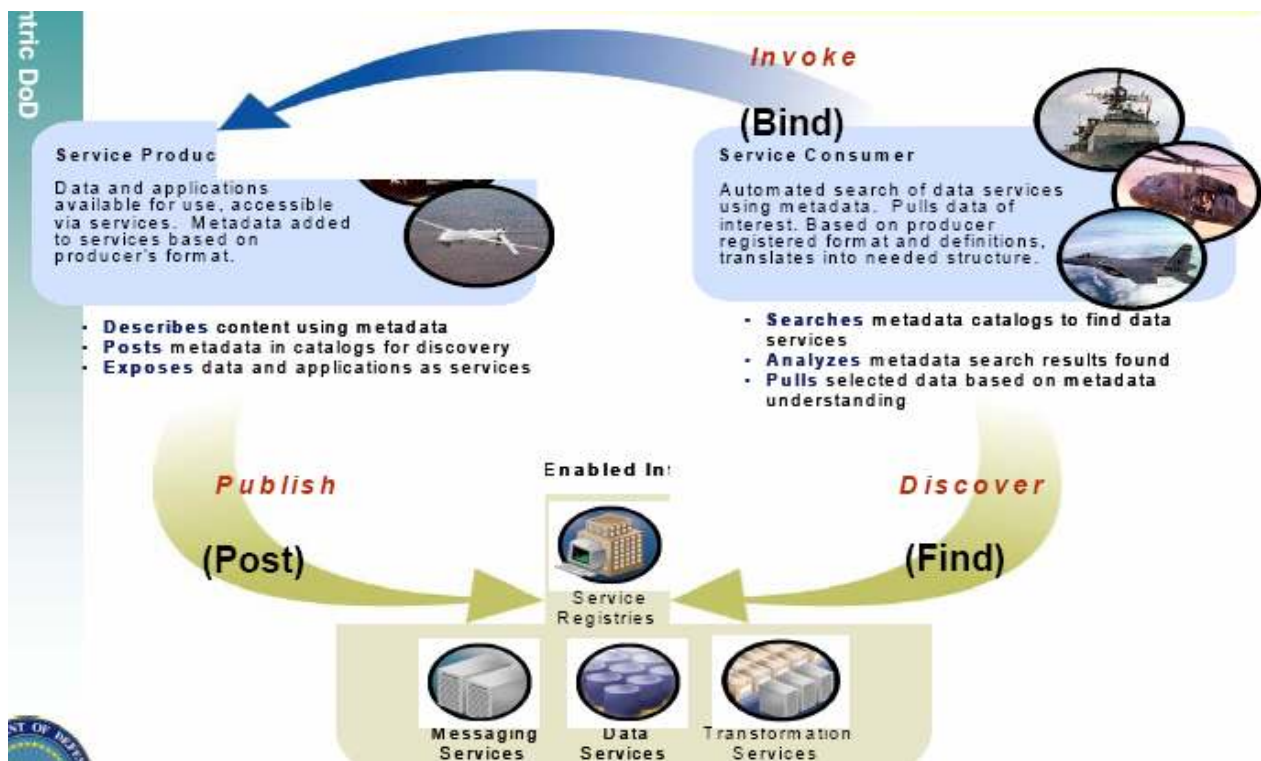 ntric DoD
Invoke
(Bind)
Service Produc
Data and applications
available for use, accessible
via services. Metadata added
to services based on
producer's format.
Service Consumer
Automated search of data services
using metadata. Pulls data of
interest. Based on producer
registered format and definitions,
translates into needed structure.
• Describes content using metadata
• Posts metadata in catalogs for discovery
• Exposes data and applications as services
• Searches metadata catalogs to find data
services
• Analyzes metadata search results found
• Pulls selected data based on metadata
understanding
Publish
(Post)
Enabled In
Discover
(Find)
Service
Registries
Messaging
Services
Data
Services
Transformation
Services
NT OF DEFE